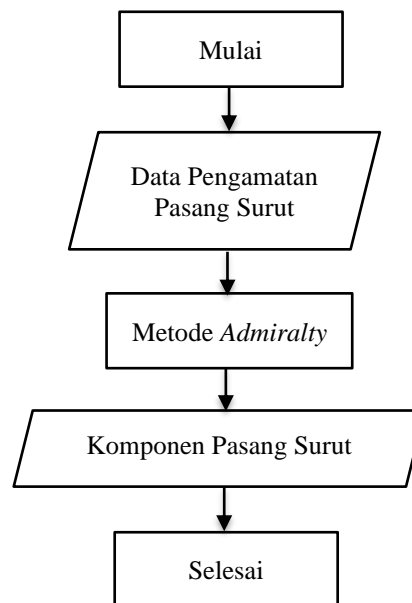 Mulai
Data Pengamatan
Pasang Surut
Metode Admiralty
Komponen Pasang Surut
Selesai